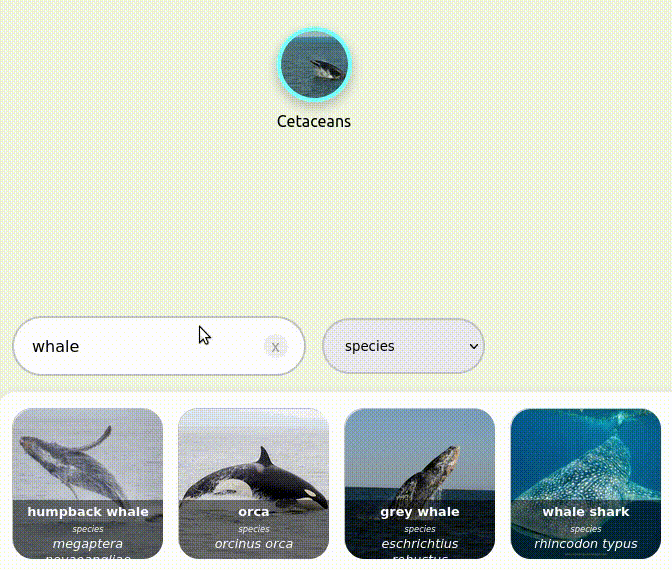 Cetaceans
whale
x
species
humpback whale
species
megaptera
novaeangliae
orca
species
orcinus orca
grey whale
species
eschrichtius
robustus
whale shark
species
rhincodon typus